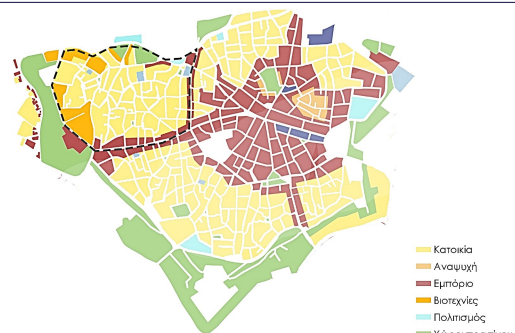 Κατοικία
Αναψυχή
Εμπόριο
Βιοτεχνίες
Πολιτισμός